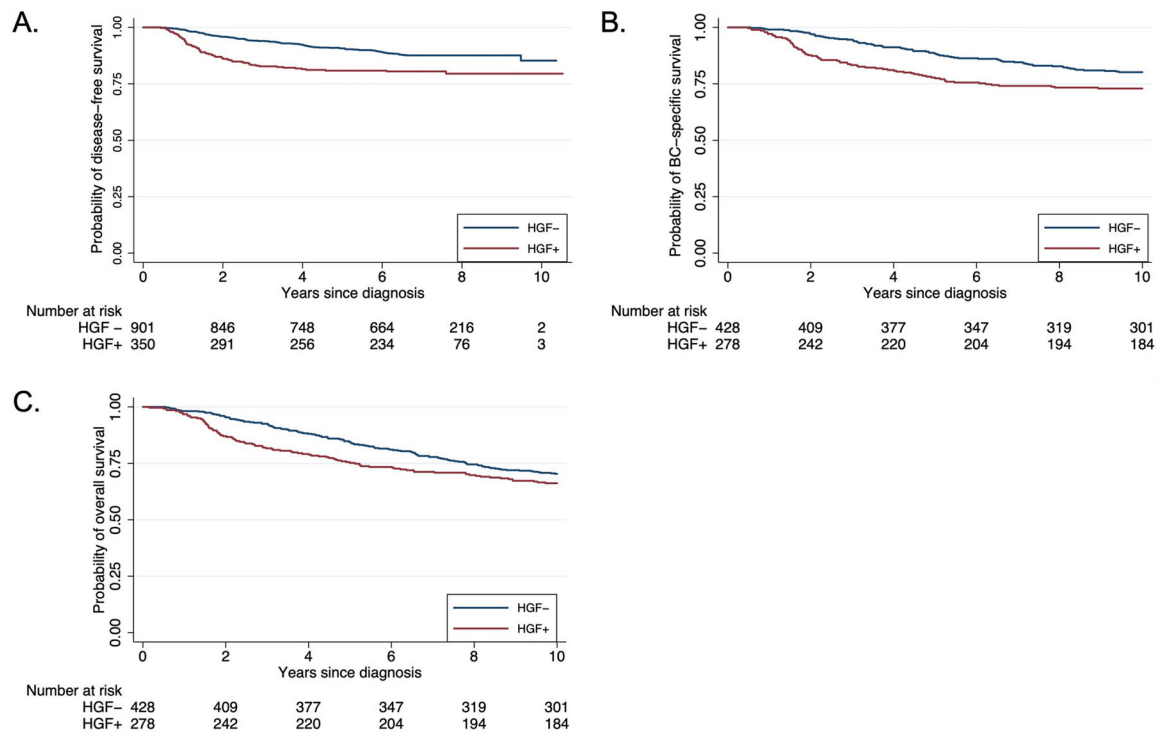 A.
Probability of disease-free survival
1.00
0.75
0.50
0.25
0.00
HGF-
HGF+
0 2 4 6 8 10
Years since diagnosis
Number at risk
HGF - 901 846 748 664 216 2
HGF+ 350 291 256 234 76 3
B.
Probability of BC-specific survival
1.00
0.75
0.50
0.25
0.00
HGF-
HGF+
0 2 4 6 8 10
Years since diagnosis
Number at risk
HGF- 428 409 377 347 319 301
HGF+ 278 242 220 204 194 184
C.
Probability of overall survival
1.00
0.75
0.50
0.25
0.00
HGF-
HGF+
0 2 4 6 8 10
Years since diagnosis
Number at risk
HGF- 428 409 377 347 319 301
HGF+ 278 242 220 204 194 184